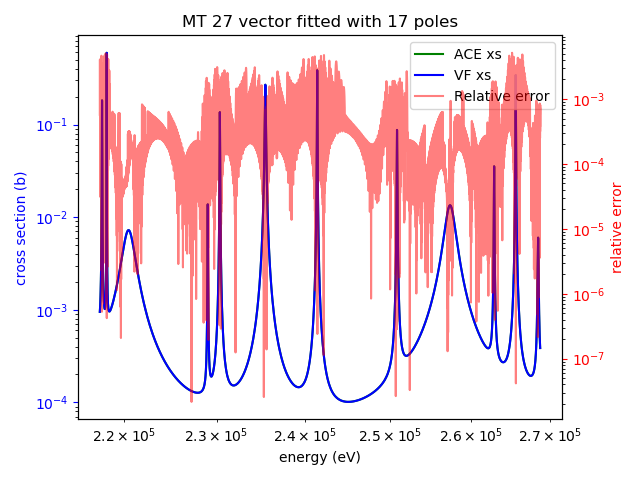 MT 27 vector fitted with 17 poles
ACE xs
VF xs
Relative error
10⁻¹
10⁻²
10⁻³
10⁻⁴
cross section (b)
10⁻³
10⁻⁴
10⁻⁵
10⁻⁶
10⁻⁷
relative error
2.2 × 10⁵ 2.3 × 10⁵ 2.4 × 10⁵ 2.5 × 10⁵ 2.6 × 10⁵ 2.7 × 10⁵
energy (eV)